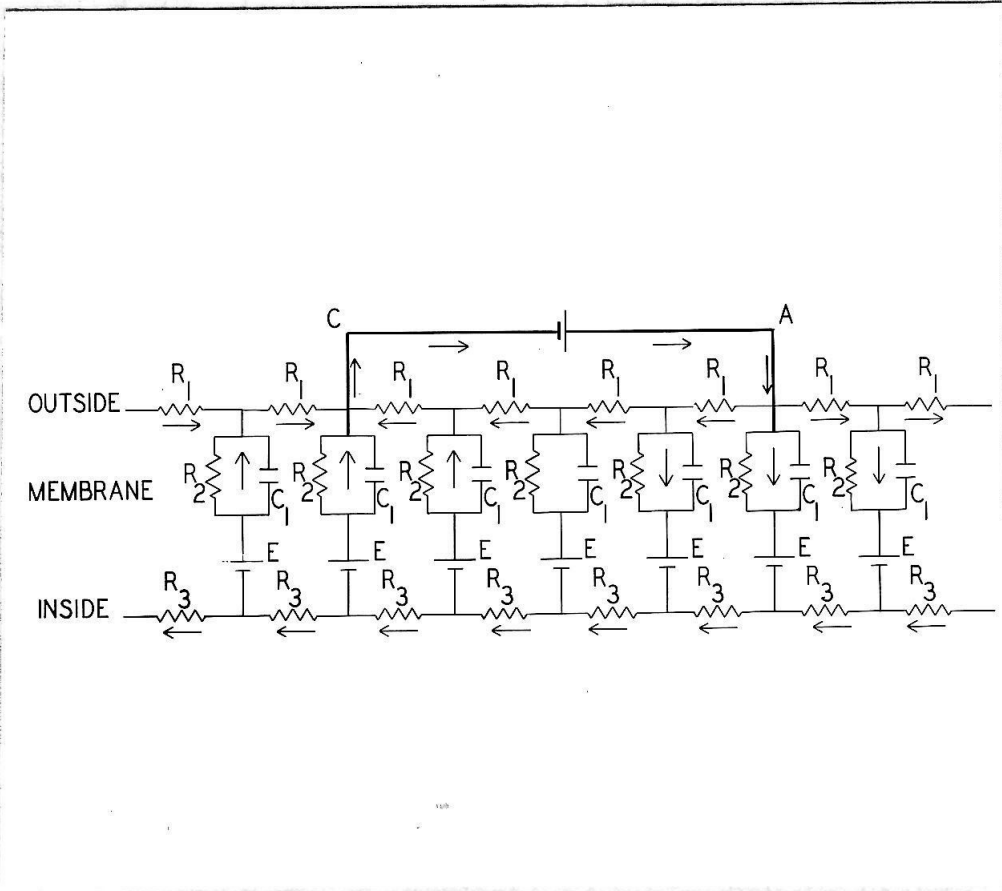 C A
R1 R1 R1 R1 R1 R1 R1 R1
OUTSIDE
R2 C1 R2 C1 R2 C1 R2 C1 R2 C1 R2 C1 R2 C1
MEMBRANE
E E E E E E E
R3 R3 R3 R3 R3 R3 R3 R3
INSIDE